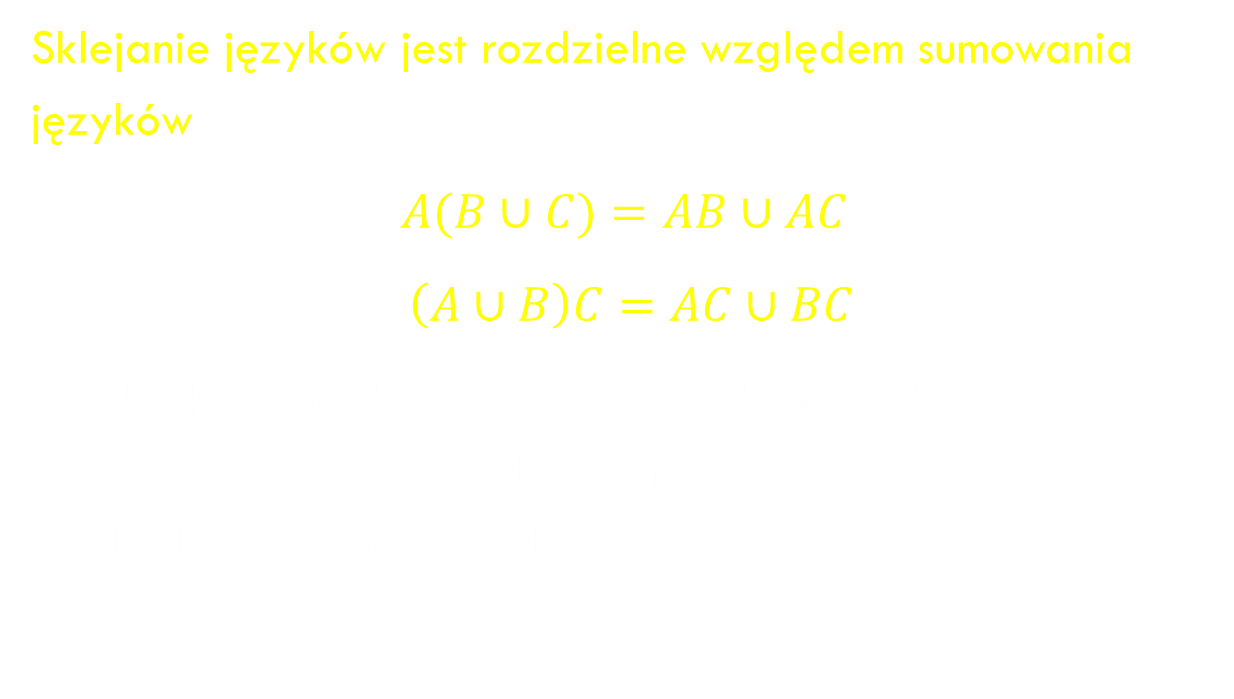 Sklejanie języków jest rozdzielne względem sumowania
języków
𝐴(𝐵 ∪ 𝐶) = 𝐴𝐵 ∪ 𝐴𝐶
(𝐴 ∪ 𝐵)𝐶 = 𝐴𝐶 ∪ 𝐵𝐶